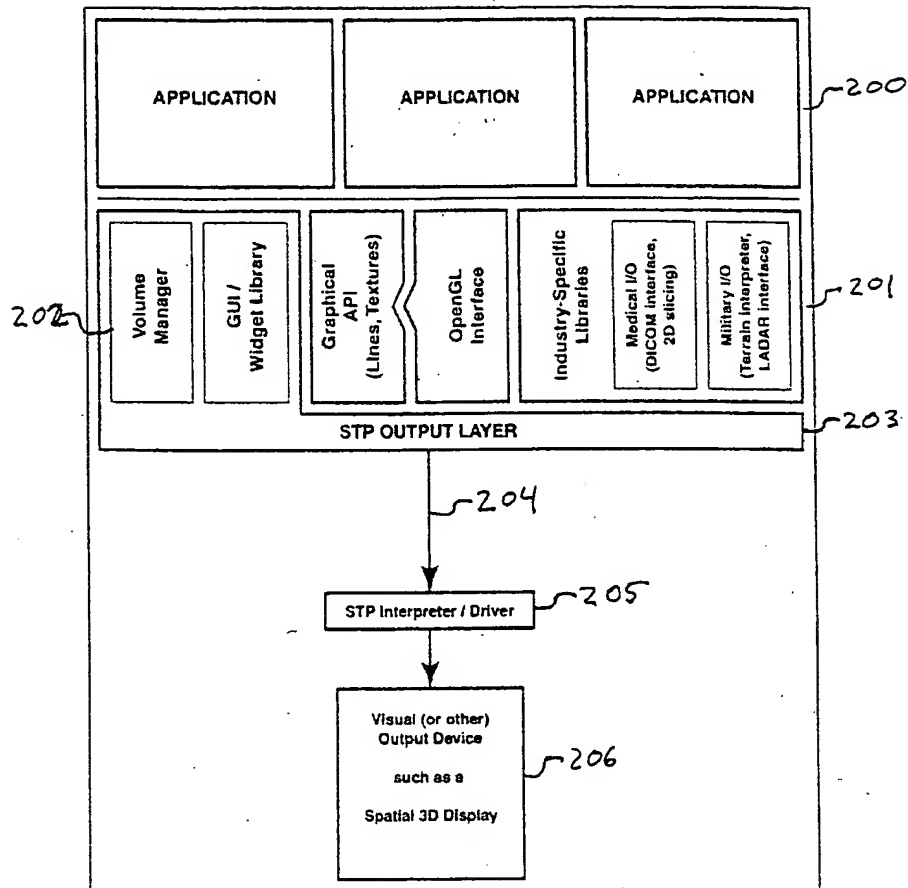 APPLICATION
APPLICATION
APPLICATION
200
Volume
Manager
GUI /
Widget Library
Graphical
API
(Lines, Textures)
OpenGL
Interface
Industry-Specific
Libraries
Medical I/O
(DICOM interface,
2D slicing)
Military I/O
(Terrain interpreter,
LADAR interface)
201
202
STP OUTPUT LAYER
203
204
STP Interpreter / Driver
205
Visual (or other)
Output Device
such as a
Spatial 3D Display
206